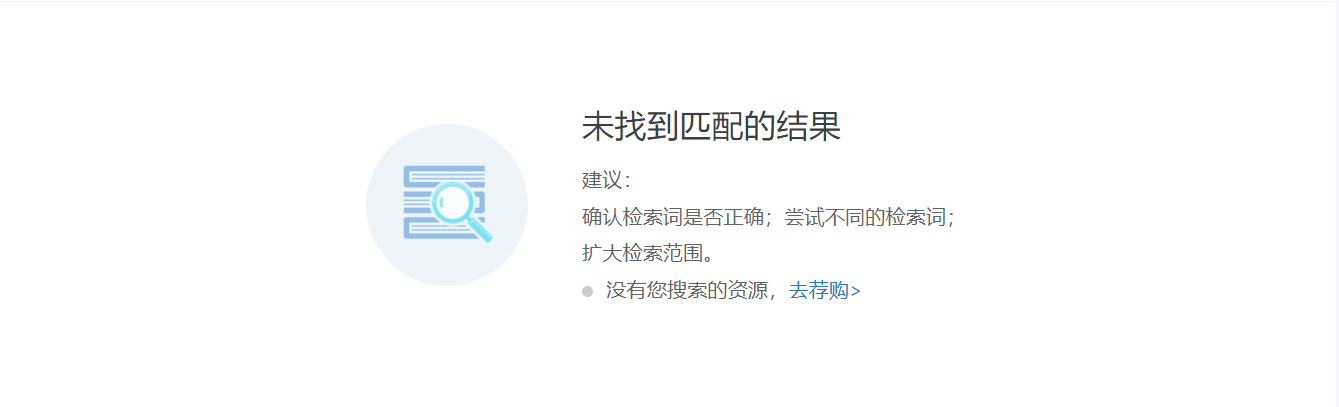 未找到匹配的结果
建议：
确认检索词是否正确；尝试不同的检索词；
扩大检索范围。
没有您搜索的资源，去荐购>